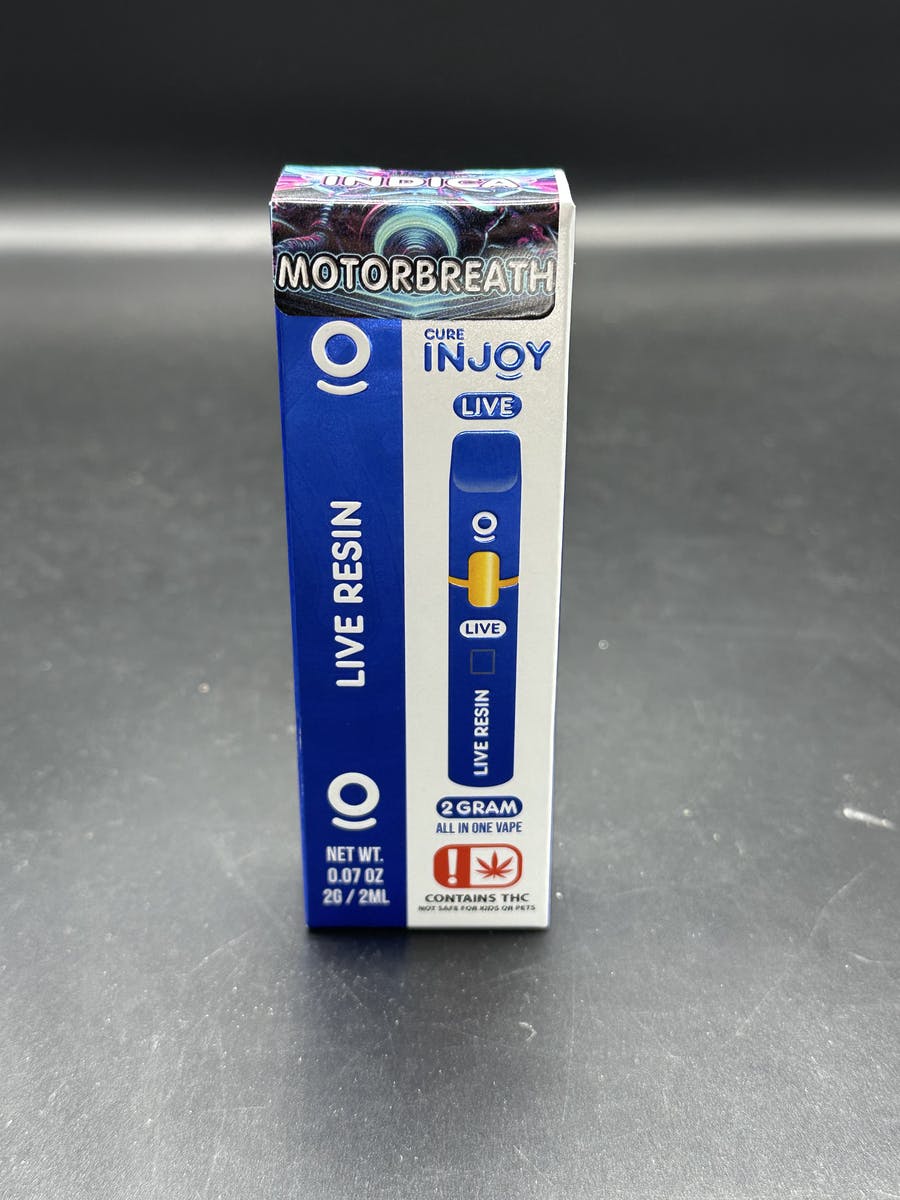 INDICA
MOTORBREATH
LIVE RESIN
NET WT.
0.07 OZ
2G / 2ML
CURE
INJOY
LIVE
LIVE
LIVE RESIN
2 GRAM
ALL IN ONE VAPE
!
CONTAINS THC
NOT SAFE FOR KIDS OR PETS